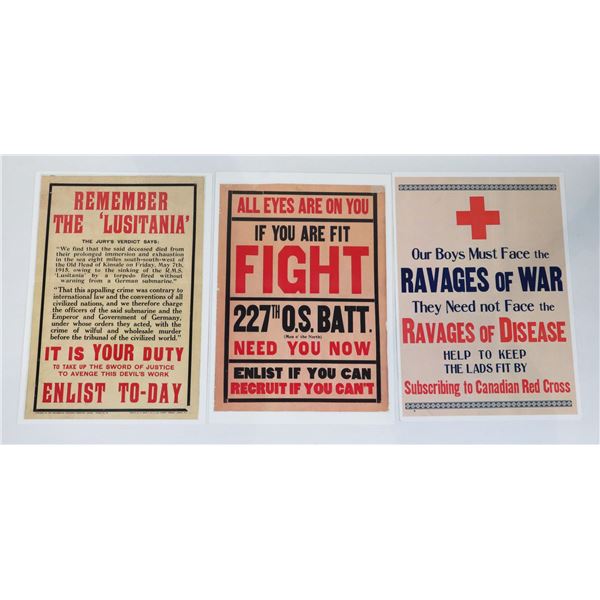 REMEMBER
THE 'LUSITANIA'
THE JURY'S VERDICT SAYS:
"We find that the said deceased died from
their prolonged immersion and exhaustion
in the sea eight miles south-south-west of
the Old Head of Kinsale on Friday, May 7th,
1915, owing to the sinking of the R.M.S.
'Lusitania' by a torpedo fired without
warning from a German submarine."
"That this appalling crime was contrary to
international law and the conventions of all
civilized nations, and we therefore charge
the officers of the said submarine and the
Emperor and Government of Germany,
under whose orders they acted, with the
crime of wilful and wholesale murder
before the tribunal of the civilized world."
IT IS YOUR DUTY
TO TAKE UP THE SWORD OF JUSTICE
TO AVENGE THIS DEVIL'S WORK
ENLIST TO-DAY
ALL EYES ARE ON YOU
IF YOU ARE FIT
FIGHT
227TH O.S. BATT.
(Men o' the North)
NEED YOU NOW
ENLIST IF YOU CAN
RECRUIT IF YOU CAN'T
Our Boys Must Face the
RAVAGES OF WAR
They Need not Face the
RAVAGES OF DISEASE
HELP TO KEEP
THE LADS FIT BY
Subscribing to Canadian Red Cross